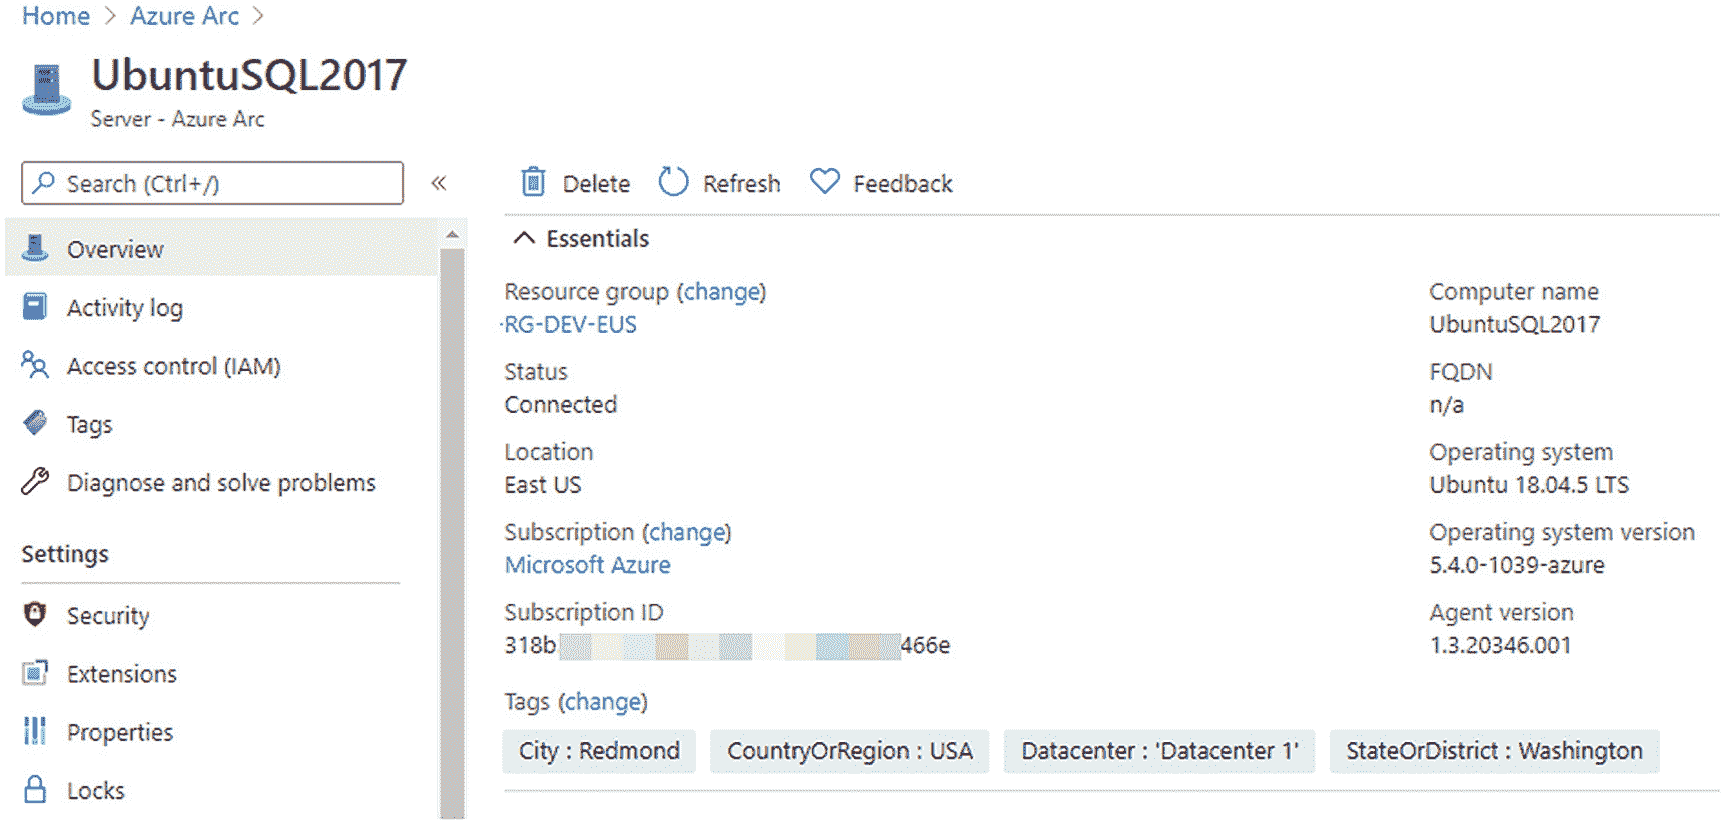 Home > Azure Arc >
UbuntuSQL2017
Server - Azure Arc
Search (Ctrl+/)
«
Delete
Refresh
Feedback
Overview
Activity log
Access control (IAM)
Tags
Diagnose and solve problems
Settings
Security
Extensions
Properties
Locks
Essentials
Resource group (change)
-RG-DEV-EUS
Status
Connected
Location
East US
Subscription (change)
Microsoft Azure
Subscription ID
318b 466e
Computer name
UbuntuSQL2017
FQDN
n/a
Operating system
Ubuntu 18.04.5 LTS
Operating system version
5.4.0-1039-azure
Agent version
1.3.20346.001
Tags (change)
City : Redmond
CountryOrRegion : USA
Datacenter : 'Datacenter 1'
StateOrDistrict : Washington